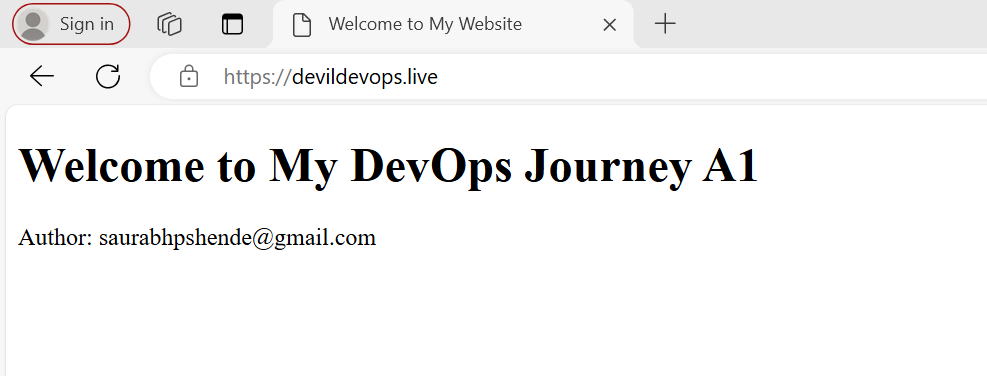 Sign in
Welcome to My Website
https://devildevops.live
Welcome to My DevOps Journey A1
Author: saurabhpshende@gmail.com